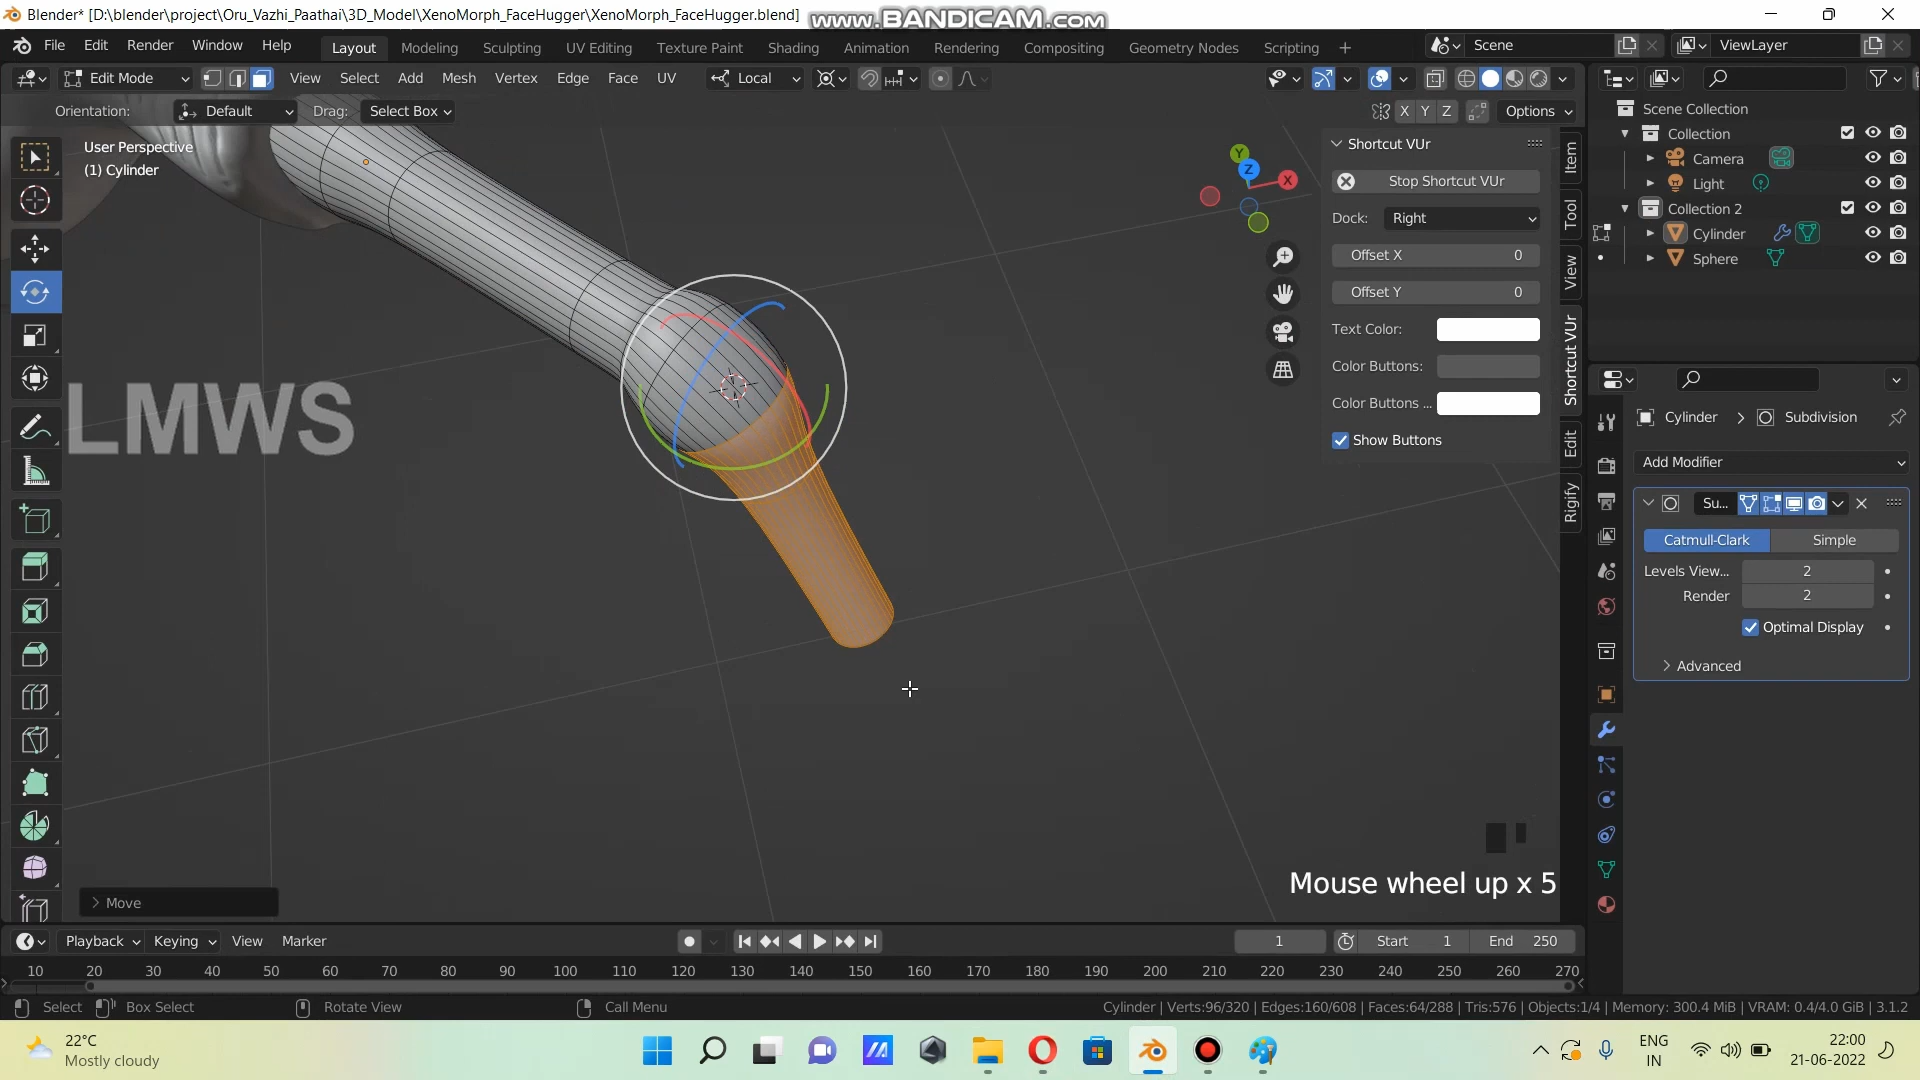 Blender* [D:\blender\project\Oru_Vazhi_Paathai\3D_Model\XenoMorph_FaceHugger\XenoMorph_FaceHugger.blend]
www.BANDICAM.com
File Edit Render Window Help Layout Modeling Sculpting UV Editing Texture Paint Shading Animation Rendering Compositing Geometry Nodes Scripting + Scene ViewLayer
Edit Mode View Select Add Mesh Vertex Edge Face UV Local
Orientation: Default Drag: Select Box X Y Z Options
User Perspective
(1) Cylinder
Y
Z
X
LMWS
Shortcut VUr
Stop Shortcut VUr
Dock: Right
Offset X 0
Offset Y 0
Text Color:
Color Buttons:
Color Buttons ...
Show Buttons
Item
Tool
View
Shortcut VUr
Edit
Rigify
Scene Collection
Collection
Camera
Light
Collection 2
Cylinder
Sphere
Cylinder > Subdivision
Add Modifier
Su...
Catmull-Clark Simple
Levels View... 2
Render 2
Optimal Display
Advanced
Mouse wheel up x 5
Move
Playback Keying View Marker 1 Start 1 End 250
10 20 30 40 50 60 70 80 90 100 110 120 130 140 150 160 170 180 190 200 210 220 230 240 250 260 270
Select Box Select Rotate View Call Menu Cylinder | Verts:96/320 | Edges:160/608 | Faces:64/288 | Tris:576 | Objects:1/4 | Memory: 300.4 MiB | VRAM: 0.4/4.0 GiB | 3.1.2
22°C
Mostly cloudy
ENG
IN
22:00
21-06-2022